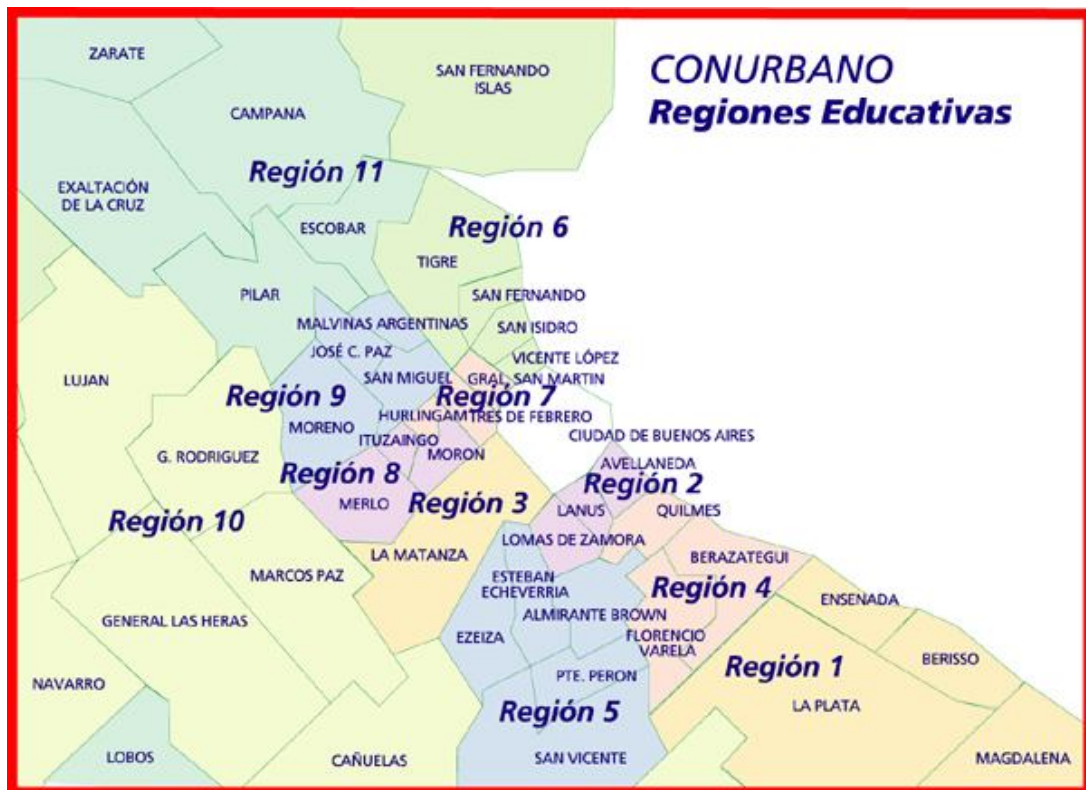 CONURBANO
Regiones Educativas
ZARATE
SAN FERNANDO
ISLAS
CAMPANA
Región 11
EXALTACIÓN
DE LA CRUZ
ESCOBAR
Región 6
TIGRE
PILAR
SAN FERNANDO
MALVINAS ARGENTINAS
SAN ISIDRO
JOSÉ C. PAZ
VICENTE LÓPEZ
LUJAN
SAN MIGUEL
GRAL. SAN MARTIN
Región 9
Región 7
HURLINGAM
TRES DE FEBRERO
MORENO
ITUZAINGO
CIUDAD DE BUENOS AIRES
G. RODRIGUEZ
MORON
AVELLANEDA
Región 8
Región 2
MERLO
Región 3
LANUS
QUILMES
Región 10
LOMAS DE ZAMORA
LA MATANZA
BERAZATEGUI
MARCOS PAZ
ESTEBAN
ECHEVERRIA
Región 4
ENSENADA
GENERAL LAS HERAS
ALMIRANTE BROWN
EZEIZA
FLORENCIO
VARELA
BERISSO
Región 1
NAVARRO
PTE. PERON
LA PLATA
Región 5
LOBOS
CAÑUELAS
SAN VICENTE
MAGDALENA